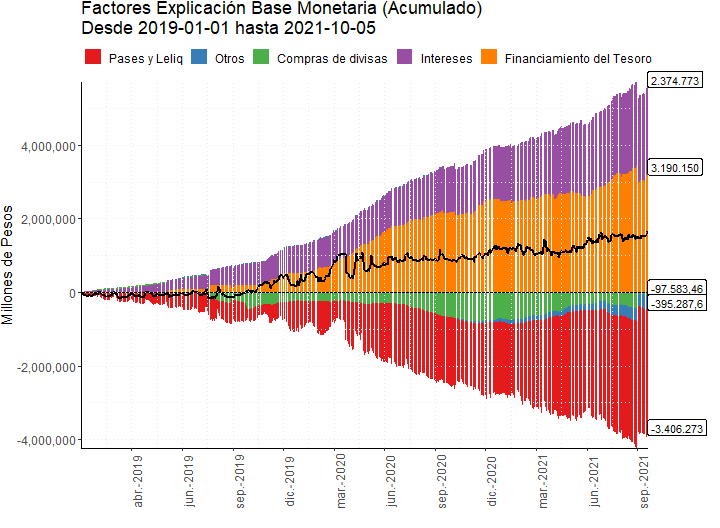 Factores Explicación Base Monetaria (Acumulado)
Desde 2019-01-01 hasta 2021-10-05
Pases y Leliq Otros Compras de divisas Intereses Financiamiento del Tesoro
Millones de Pesos
4,000,000
2,000,000
0
-2,000,000
-4,000,000
2.374.773
3.190.150
-97.583,46
-395.287,6
-3.406.273
abr.-2019
jun.-2019
sep.-2019
dic.-2019
mar.-2020
jun.-2020
sep.-2020
dic.-2020
mar.-2021
jun.-2021
sep.-2021